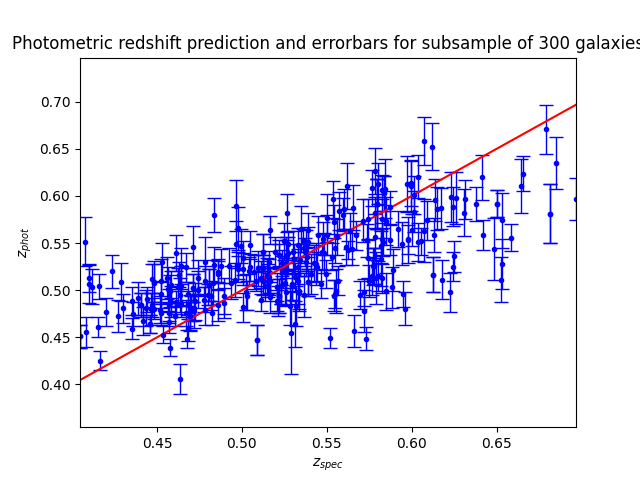 Photometric redshift prediction and errorbars for subsample of 300 galaxies
0.70
0.65
0.60
0.55
0.50
0.45
0.40
z_phot
0.45 0.50 0.55 0.60 0.65
z_spec